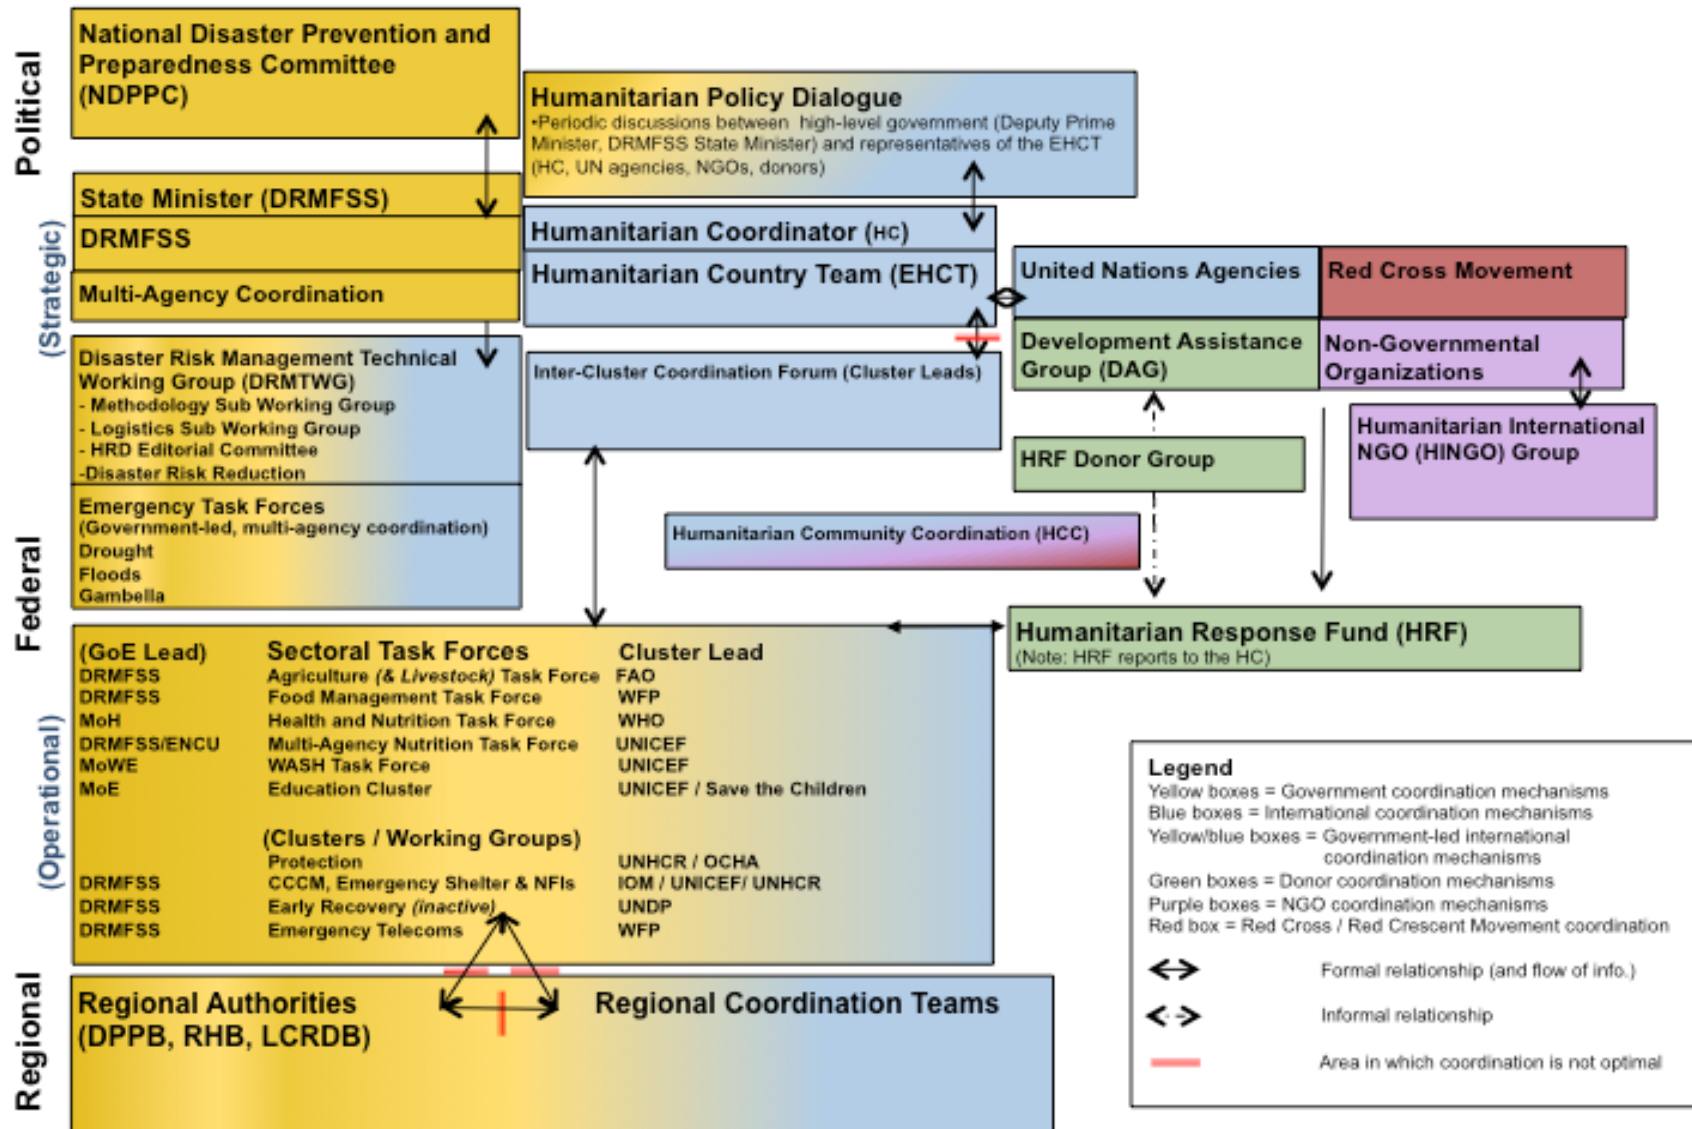 Political
(Strategic)
Federal
(Operational)
Regional
National Disaster Prevention and
Preparedness Committee
(NDPPC)
Humanitarian Policy Dialogue
•Periodic discussions between high-level government (Deputy Prime
Minister, DRMFSS State Minister) and representatives of the EHCT
(HC, UN agencies, NGOs, donors)
State Minister (DRMFSS)
DRMFSS
Multi-Agency Coordination
Humanitarian Coordinator (HC)
Humanitarian Country Team (EHCT)
United Nations Agencies
Red Cross Movement
Development Assistance
Group (DAG)
Non-Governmental
Organizations
Disaster Risk Management Technical
Working Group (DRMTWG)
- Methodology Sub Working Group
- Logistics Sub Working Group
- HRD Editorial Committee
-Disaster Risk Reduction
Inter-Cluster Coordination Forum (Cluster Leads)
HRF Donor Group
Humanitarian International
NGO (HINGO) Group
Emergency Task Forces
(Government-led, multi-agency coordination)
Drought
Floods
Gambella
Humanitarian Community Coordination (HCC)
Humanitarian Response Fund (HRF)
(Note: HRF reports to the HC)
(GoE Lead) Sectoral Task Forces Cluster Lead
DRMFSS Agriculture (& Livestock) Task Force FAO
DRMFSS Food Management Task Force WFP
MoH Health and Nutrition Task Force WHO
DRMFSS/ENCU Multi-Agency Nutrition Task Force UNICEF
MoWE WASH Task Force UNICEF
MoE Education Cluster UNICEF / Save the Children
(Clusters / Working Groups)
Protection UNHCR / OCHA
DRMFSS CCCM, Emergency Shelter & NFIs IOM / UNICEF/ UNHCR
DRMFSS Early Recovery (inactive) UNDP
DRMFSS Emergency Telecoms WFP
Regional Authorities
(DPPB, RHB, LCRDB)
Regional Coordination Teams
Legend
Yellow boxes = Government coordination mechanisms
Blue boxes = International coordination mechanisms
Yellow/blue boxes = Government-led international
coordination mechanisms
Green boxes = Donor coordination mechanisms
Purple boxes = NGO coordination mechanisms
Red box = Red Cross / Red Crescent Movement coordination
Formal relationship (and flow of info.)
Informal relationship
Area in which coordination is not optimal